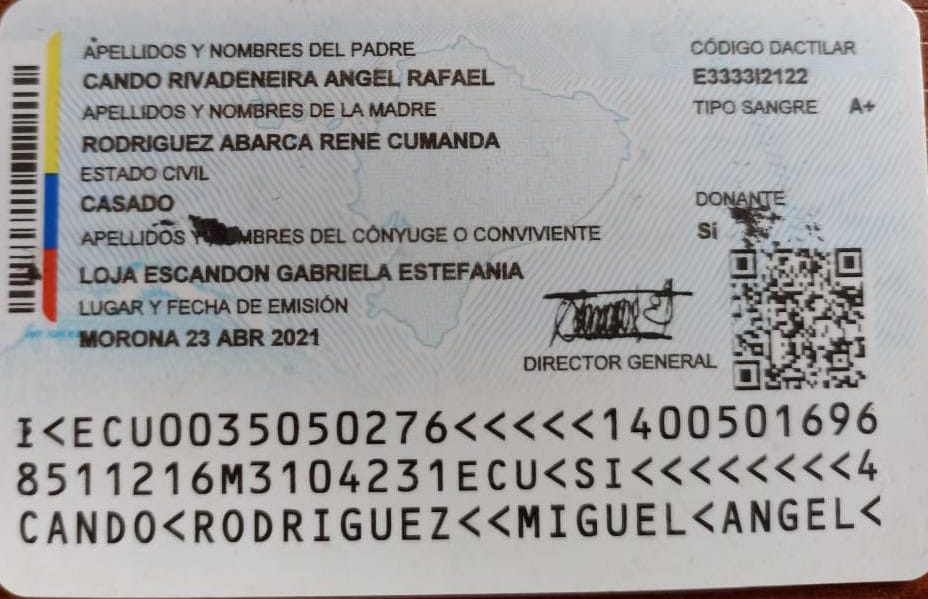 APELLIDOS Y NOMBRES DEL PADRE
CANDO RIVADENEIRA ANGEL RAFAEL
APELLIDOS Y NOMBRES DE LA MADRE
RODRIGUEZ ABARCA RENE CUMANDA
ESTADO CIVIL
CASADO
APELLIDOS Y MBRES DEL CÓNYUGE O CONVIVIENTE
LOJA ESCANDON GABRIELA ESTEFANIA
LUGAR Y FECHA DE EMISIÓN
MORONA 23 ABR 2021
CÓDIGO DACTILAR
E3333I2122
TIPO SANGRE A+
DONANTE
Si
DIRECTOR GENERAL
I<ECU0035050276<<<<<1400501696
8511216M3104231ECU<SI<<<<<<<<<4
CANDO<RODRIGUEZ<<MIGUEL<ANGEL<